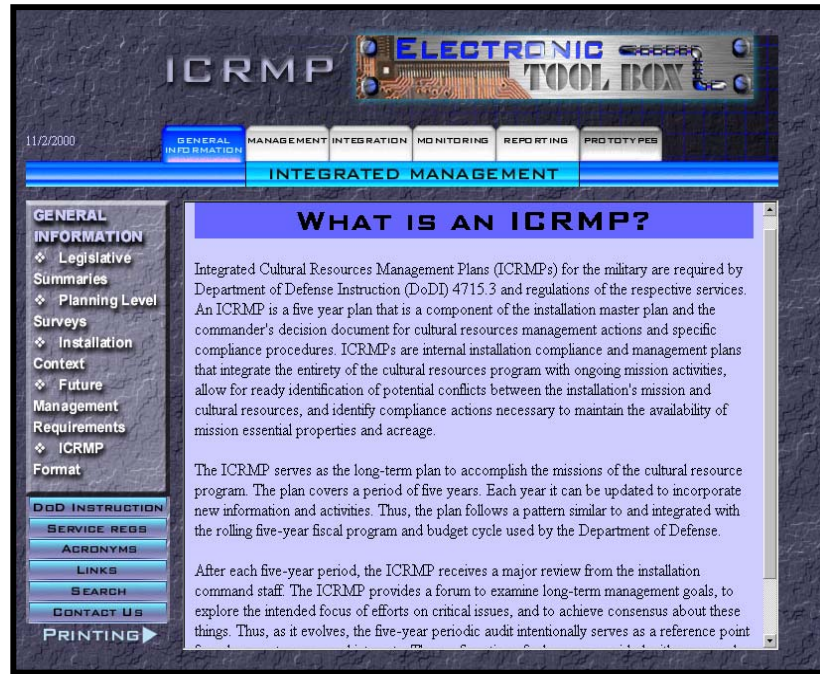 ICRMP
ELECTRONIC
TOOL BOX
11/2/2000
GENERAL
INFORMATION
MANAGEMENT
INTEGRATION
MONITORING
REPORTING
PROTOTYPES
INTEGRATED MANAGEMENT
GENERAL
INFORMATION
❖ Legislative
Summaries
❖ Planning Level
Surveys
❖ Installation
Context
❖ Future
Management
Requirements
❖ ICRMP
Format
DOD INSTRUCTION
SERVICE REGS
ACRONYMS
LINKS
SEARCH
CONTACT US
PRINTING
WHAT IS AN ICRMP?
Integrated Cultural Resources Management Plans (ICRMPs) for the military are required by
Department of Defense Instruction (DoDI) 4715.3 and regulations of the respective services.
An ICRMP is a five year plan that is a component of the installation master plan and the
commander's decision document for cultural resources management actions and specific
compliance procedures. ICRMPs are internal installation compliance and management plans
that integrate the entirety of the cultural resources program with ongoing mission activities,
allow for ready identification of potential conflicts between the installation's mission and
cultural resources, and identify compliance actions necessary to maintain the availability of
mission essential properties and acreage.
The ICRMP serves as the long-term plan to accomplish the missions of the cultural resource
program. The plan covers a period of five years. Each year it can be updated to incorporate
new information and activities. Thus, the plan follows a pattern similar to and integrated with
the rolling five-year fiscal program and budget cycle used by the Department of Defense.
After each five-year period, the ICRMP receives a major review from the installation
command staff. The ICRMP provides a forum to examine long-term management goals, to
explore the intended focus of efforts on critical issues, and to achieve consensus about these
things. Thus, as it evolves, the five-year periodic audit intentionally serves as a reference point